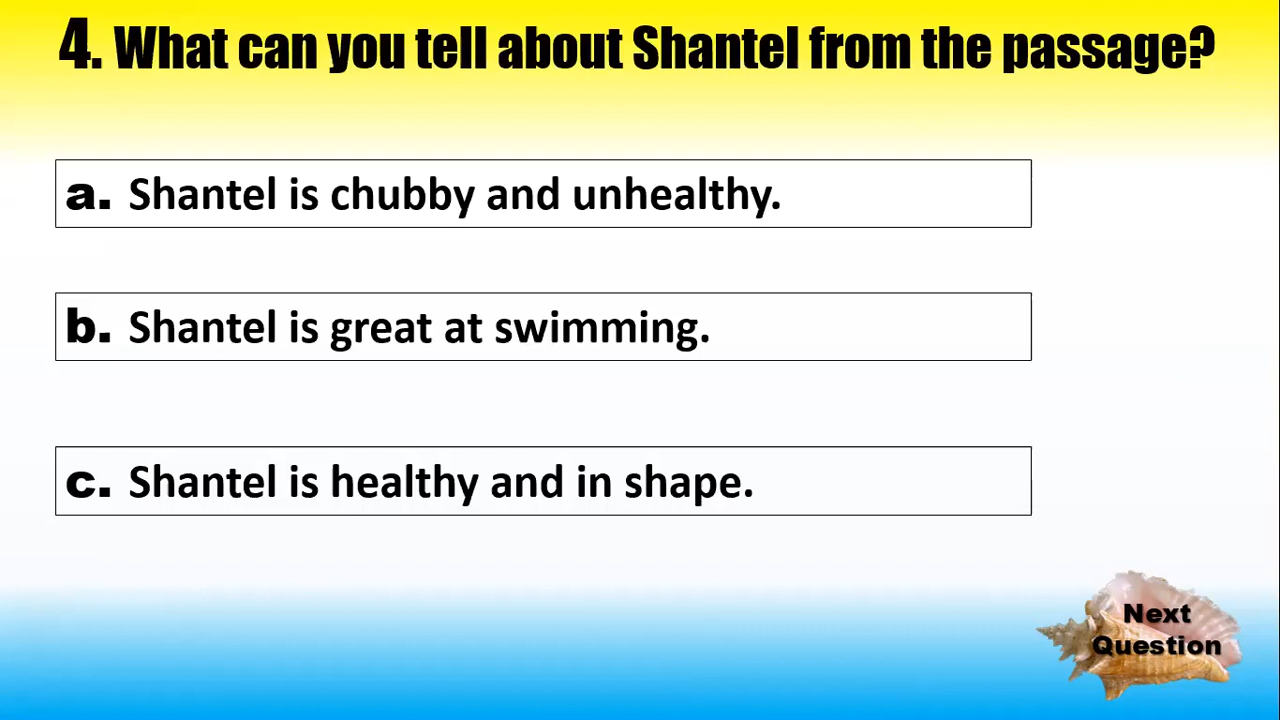 4. What can you tell about Shantel from the passage?
a. Shantel is chubby and unhealthy.
b. Shantel is great at swimming.
c. Shantel is healthy and in shape.
Next
Question